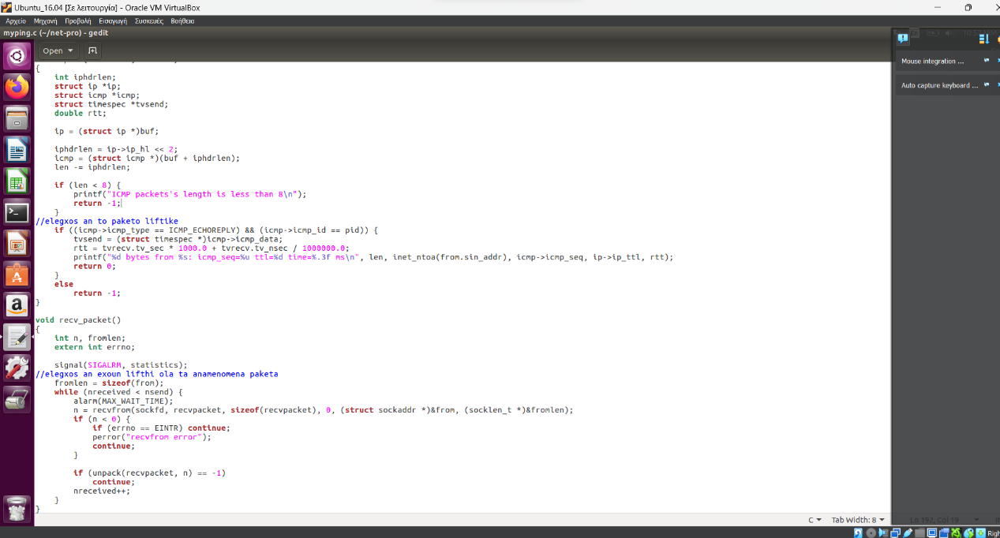 Ubuntu_16.04 [Σε λειτουργία] - Oracle VM VirtualBox
Αρχείο Μηχανή Προβολή Εισαγωγή Συσκευές Βοήθεια
myping.c (~/net-pro) - gedit
Open
Mouse integration ...
Auto capture keyboard ...
{
    int iphdrlen;
    struct ip *ip;
    struct icmp *icmp;
    struct timespec *tvsend;
    double rtt;
    ip = (struct ip *)buf;
    iphdrlen = ip->ip_hl << 2;
    icmp = (struct icmp *)(buf + iphdrlen);
    len -= iphdrlen;
    if (len < 8) {
        printf("ICMP packets's length is less than 8\n");
        return -1;
    }
//elegxos an to paketo liftike
    if ((icmp->icmp_type == ICMP_ECHOREPLY) && (icmp->icmp_id == pid)) {
        tvsend = (struct timespec *)icmp->icmp_data;
        rtt = tvrecv.tv_sec * 1000.0 + tvrecv.tv_nsec / 1000000.0;
        printf("%d bytes from %s: icmp_seq=%u ttl=%d time=%.3f ms\n", len, inet_ntoa(from.sin_addr), icmp->icmp_seq, ip->ip_ttl, rtt);
        return 0;
    }
    else
        return -1;
}
void recv_packet()
{
    int n, fromlen;
    extern int errno;
    signal(SIGALRM, statistics);
//elegxos an exoun lifthi ola ta anamenomena paketa
    fromlen = sizeof(from);
    while (nreceived < nsend) {
        alarm(MAX_WAIT_TIME);
        n = recvfrom(sockfd, recvpacket, sizeof(recvpacket), 0, (struct sockaddr *)&from, (socklen_t *)&fromlen);
        if (n < 0) {
            if (errno == EINTR) continue;
            perror("recvfrom error");
            continue;
        }
        if (unpack(recvpacket, n) == -1)
            continue;
        nreceived++;
    }
}
C Tab Width: 8 Ln 192, Col 19
Righ